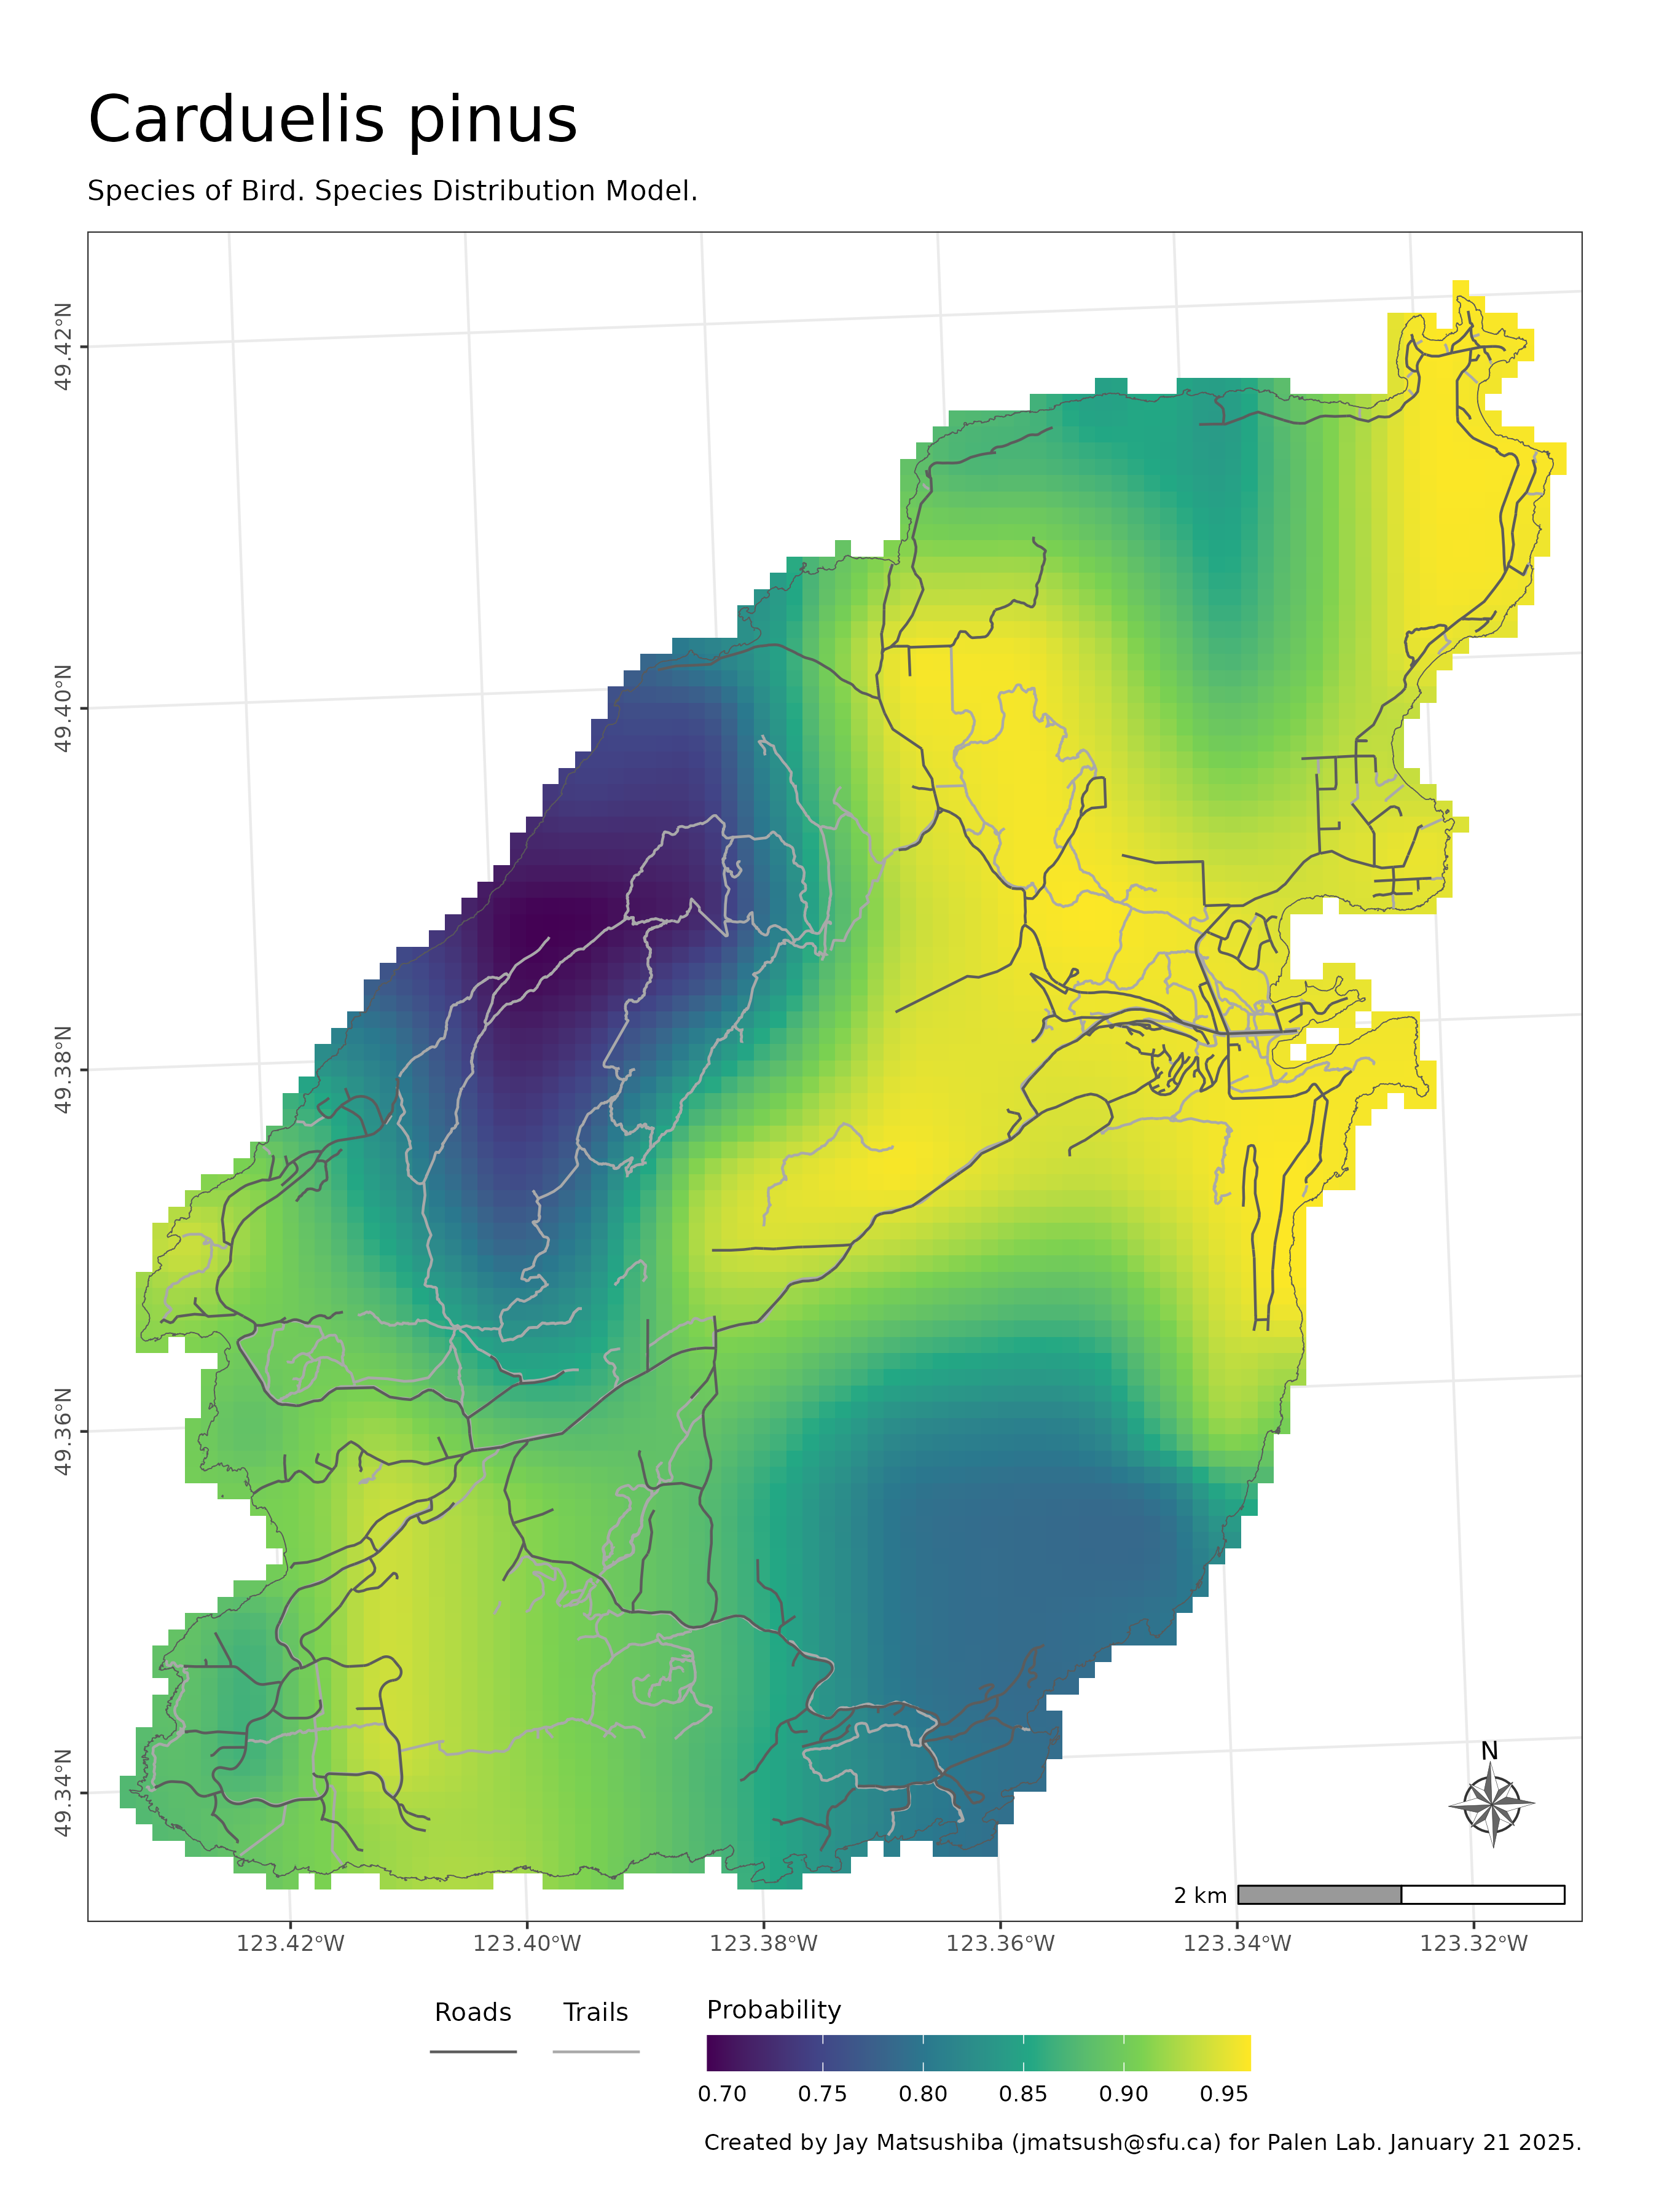 Carduelis pinus
Species of Bird. Species Distribution Model.
49.42°N
49.40°N
49.38°N
49.36°N
49.34°N
N
2 km
123.42°W 123.40°W 123.38°W 123.36°W 123.34°W 123.32°W
Roads Trails Probability
0.70 0.75 0.80 0.85 0.90 0.95
Created by Jay Matsushiba (jmatsush@sfu.ca) for Palen Lab. January 21 2025.